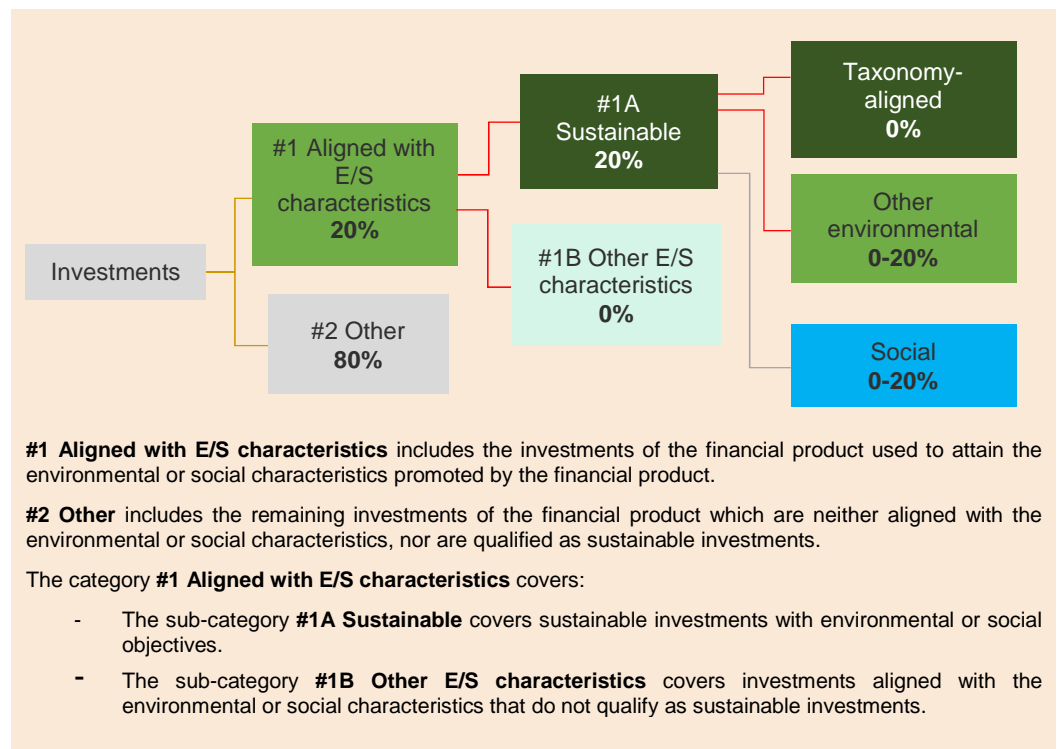 Investments
#1 Aligned with
E/S
characteristics
20%
#2 Other
80%
#1A
Sustainable
20%
#1B Other E/S
characteristics
0%
Taxonomy-
aligned
0%
Other
environmental
0-20%
Social
0-20%
#1 Aligned with E/S characteristics includes the investments of the financial product used to attain the
environmental or social characteristics promoted by the financial product.
#2 Other includes the remaining investments of the financial product which are neither aligned with the
environmental or social characteristics, nor are qualified as sustainable investments.
The category #1 Aligned with E/S characteristics covers:
- The sub-category #1A Sustainable covers sustainable investments with environmental or social
objectives.
- The sub-category #1B Other E/S characteristics covers investments aligned with the
environmental or social characteristics that do not qualify as sustainable investments.